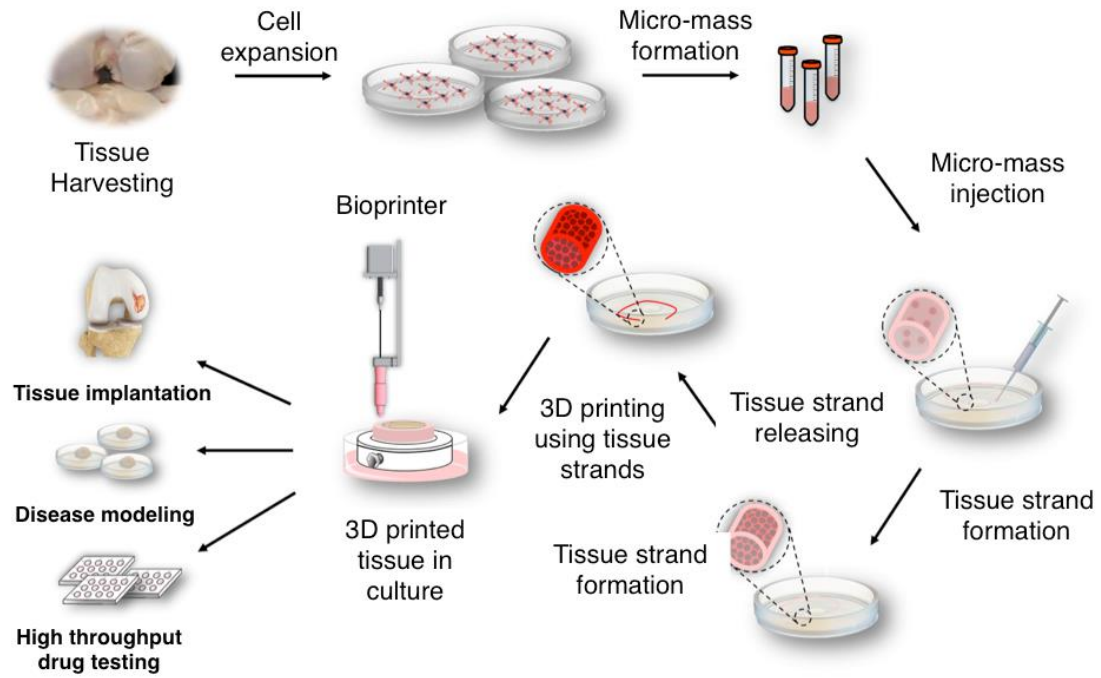 Cell
expansion
Micro-mass
formation
Tissue
Harvesting
Micro-mass
injection
Bioprinter
Tissue strand
releasing
3D printing
using tissue
strands
Tissue strand
formation
Tissue strand
formation
3D printed
tissue in
culture
Tissue implantation
Disease modeling
High throughput
drug testing